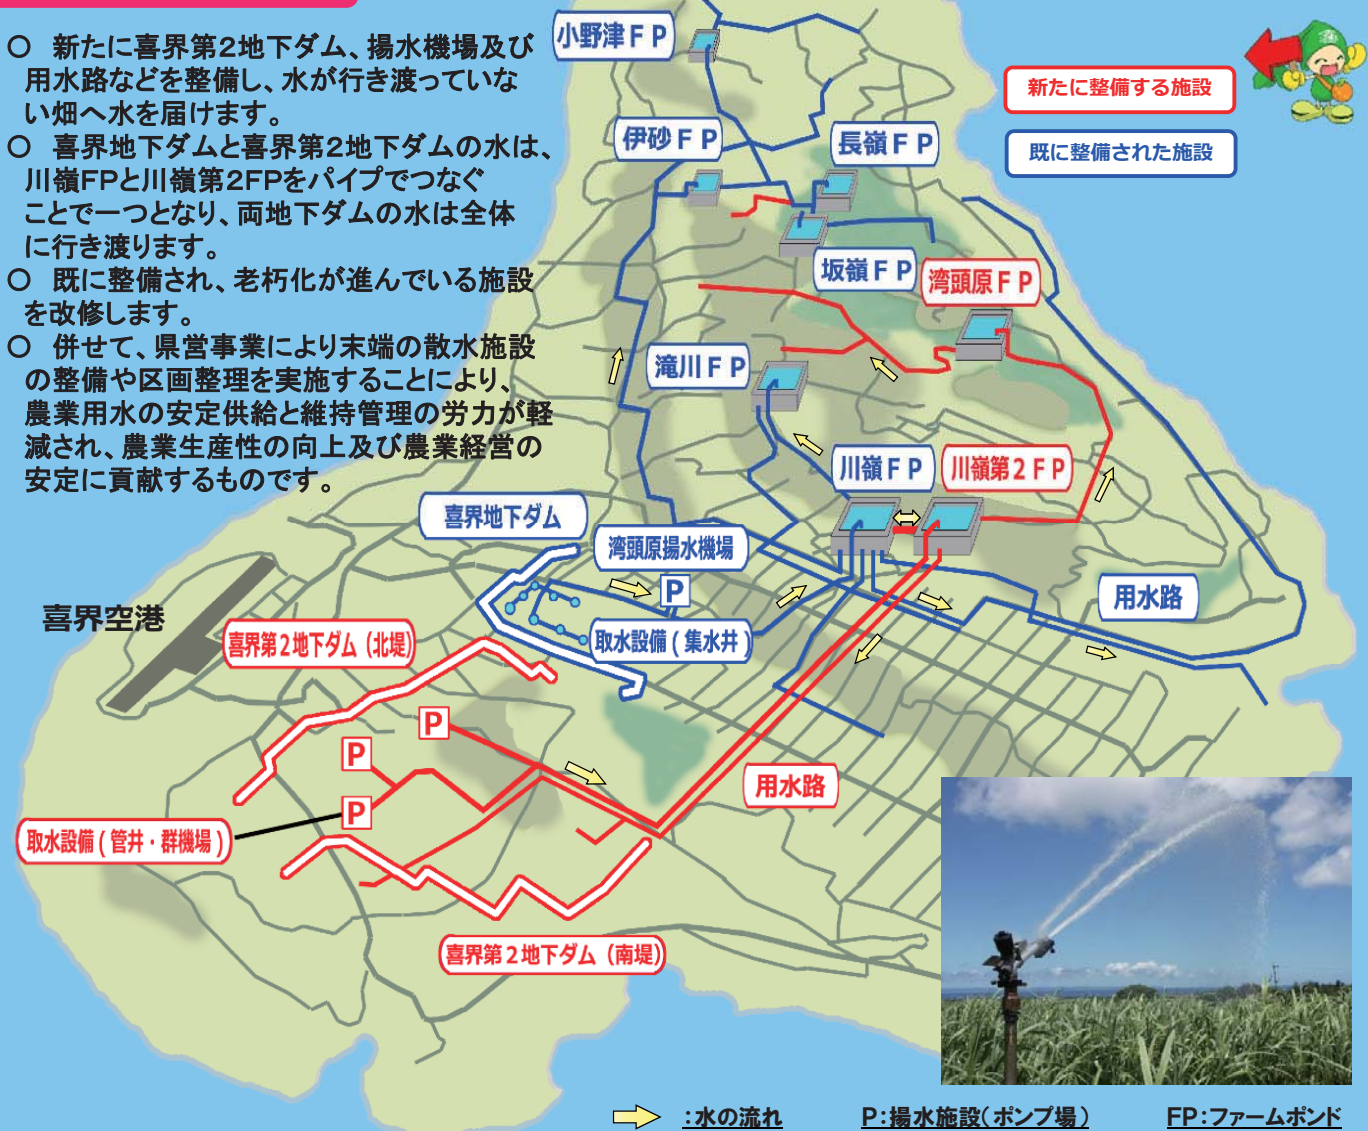 ○　新たに喜界第2地下ダム、揚水機場及び
用水路などを整備し、水が行き渡っていな
い畑へ水を届けます。
○　喜界地下ダムと喜界第2地下ダムの水は、
川嶺FPと川嶺第2FPをパイプでつなぐ
ことで一つとなり、両地下ダムの水は全体
に行き渡ります。
○　既に整備され、老朽化が進んでいる施設
を改修します。
○　併せて、県営事業により末端の散水施設
の整備や区画整理を実施することにより、
農業用水の安定供給と維持管理の労力が軽
減され、農業生産性の向上及び農業経営の
安定に貢献するものです。
小野津ＦＰ
新たに整備する施設
既に整備された施設
伊砂ＦＰ
長嶺ＦＰ
坂嶺ＦＰ
湾頭原ＦＰ
滝川ＦＰ
川嶺ＦＰ
川嶺第２ＦＰ
喜界地下ダム
湾頭原揚水機場
P
用水路
喜界空港
喜界第２地下ダム（北堤）
取水設備(集水井)
P
P
P
用水路
取水設備(管井・群機場)
喜界第２地下ダム（南堤）
:水の流れ
P:揚水施設(ポンプ場)
FP:ファームポンド